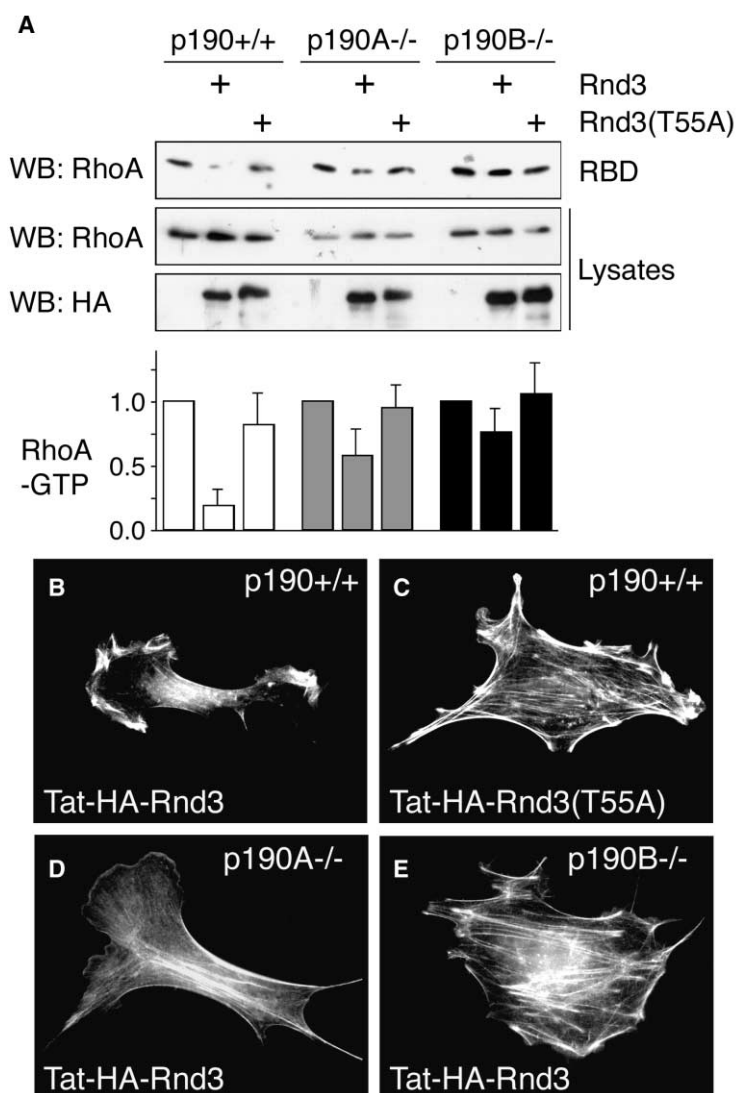 A
p190+/+ p190A-/- p190B-/-
+ + + Rnd3
+ + + Rnd3(T55A)
WB: RhoA RBD
WB: RhoA
Lysates
WB: HA
1.0
RhoA
0.5
-GTP
0.0
B p190+/+
Tat-HA-Rnd3
C p190+/+
Tat-HA-Rnd3(T55A)
D p190A-/-
Tat-HA-Rnd3
E p190B-/-
Tat-HA-Rnd3